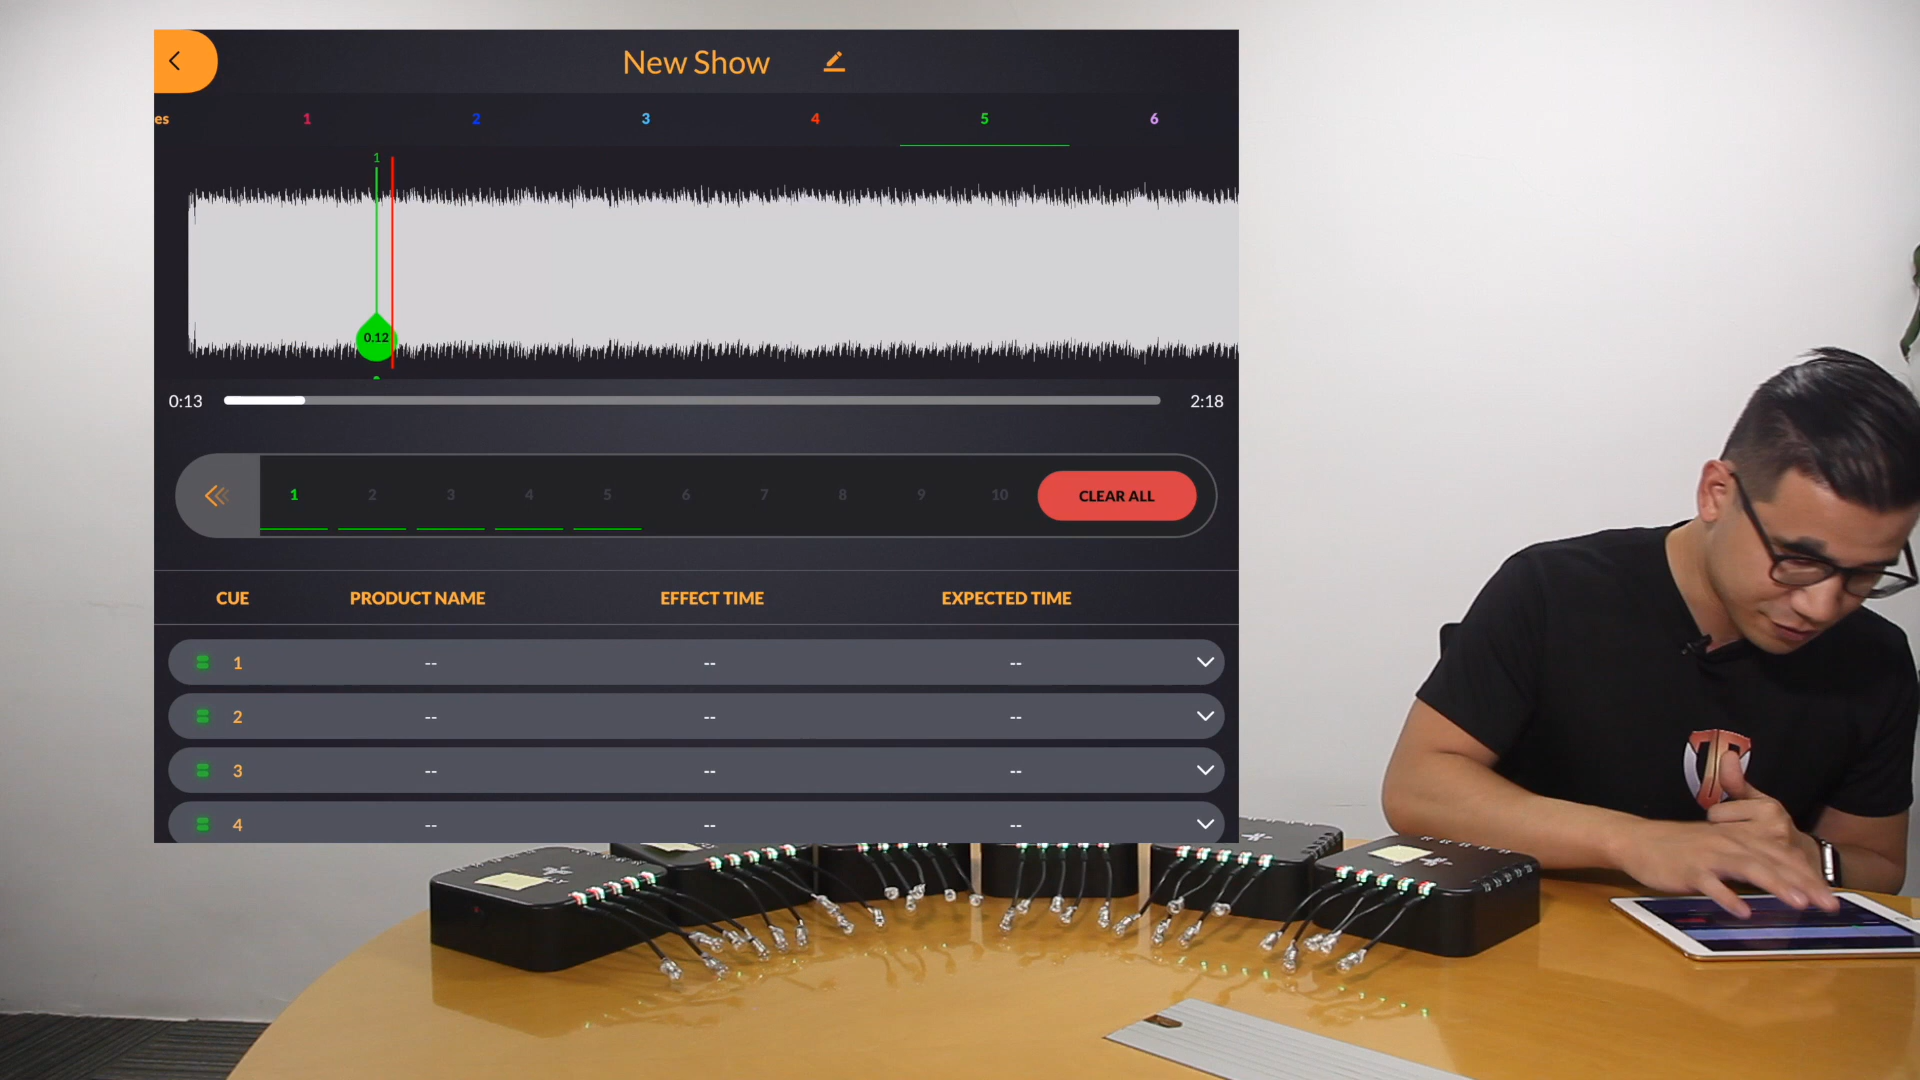 New Show
es 1 2 3 4 5 6
1
0.12
0:13 2:18
1 2 3 4 5 6 7 8 9 10 CLEAR ALL
CUE PRODUCT NAME EFFECT TIME EXPECTED TIME
1 -- -- --
2 -- -- --
3 -- -- --
4 -- -- --